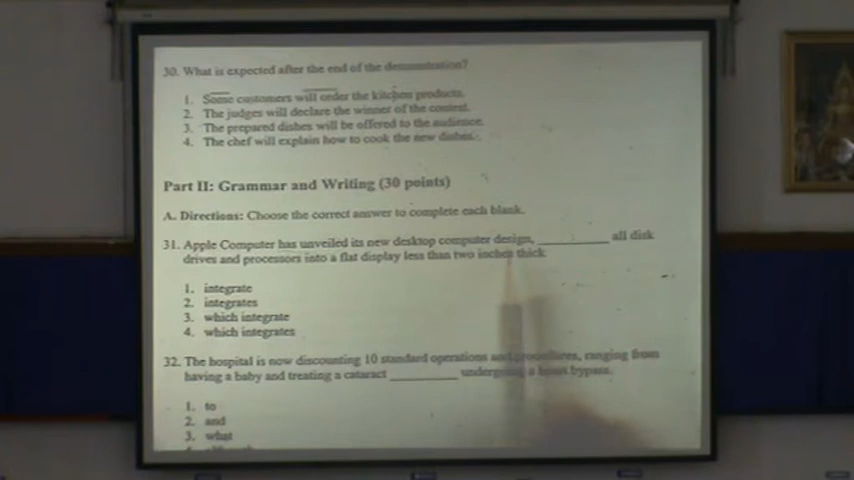 30. What is expected after the end of the demonstration?
1. Some customers will order the kitchen products.
2. The judges will declare the winner of the contest.
3. The prepared dishes will be offered to the audience.
4. The chef will explain how to cook the new dishes.
Part II: Grammar and Writing (30 points)
A. Directions: Choose the correct answer to complete each blank.
31. Apple Computer has unveiled its new desktop computer design, __________ all disk
drives and processors into a flat display less than two inches thick
1. integrate
2. integrates
3. which integrate
4. which integrates
32. The hospital is now discounting 10 standard operations and procedures, ranging from
having a baby and treating a cataract __________ undergoing a heart bypass.
1. to
2. and
3. what